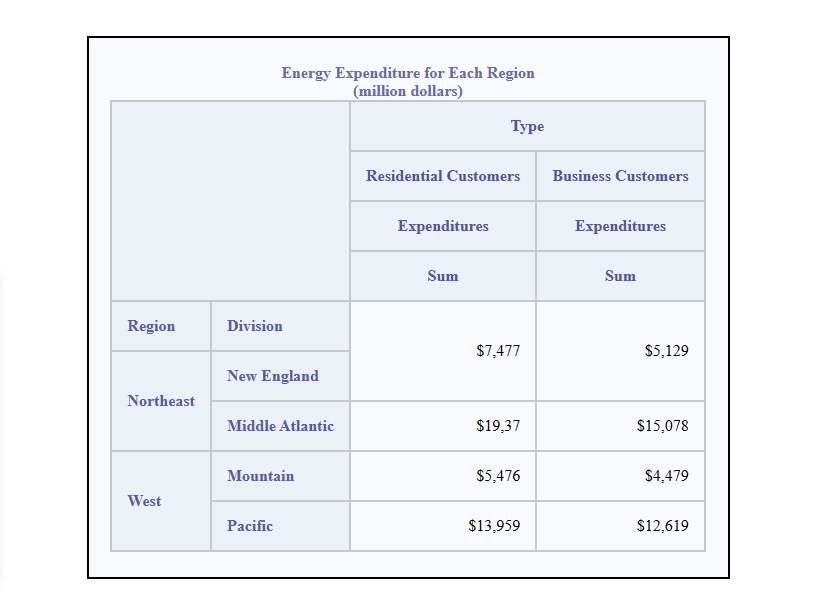 Energy Expenditure for Each Region
(million dollars)
Type
Residential Customers Business Customers
Expenditures Expenditures
Sum Sum
Region Division
$7,477 $5,129
New England
Northeast
Middle Atlantic $19,37 $15,078
Mountain $5,476 $4,479
West
Pacific $13,959 $12,619